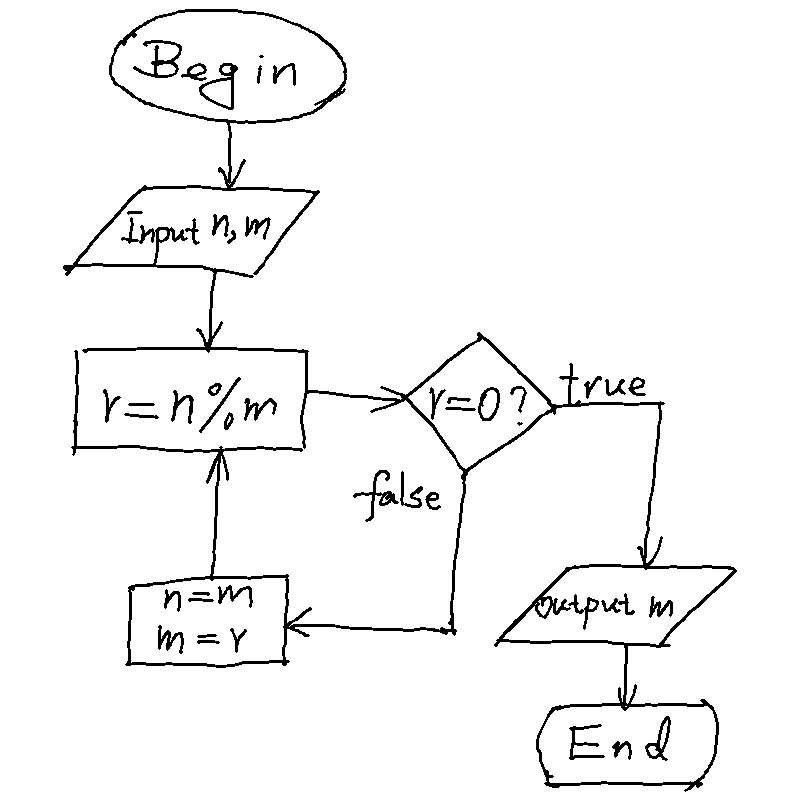 Begin
Input n, m
r=n%m
r=0?
true
false
n=m
m=r
output m
End